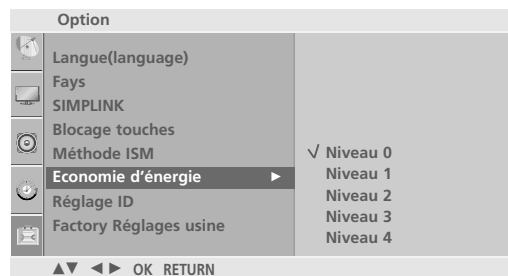 Option
Langue(language)
Fays
SIMPLINK
Blocage touches
Méthode ISM
Economie d'énergie ►
Réglage ID
Factory Réglages usine
√ Niveau 0
Niveau 1
Niveau 2
Niveau 3
Niveau 4
▲▼ ◄ ► OK RETURN